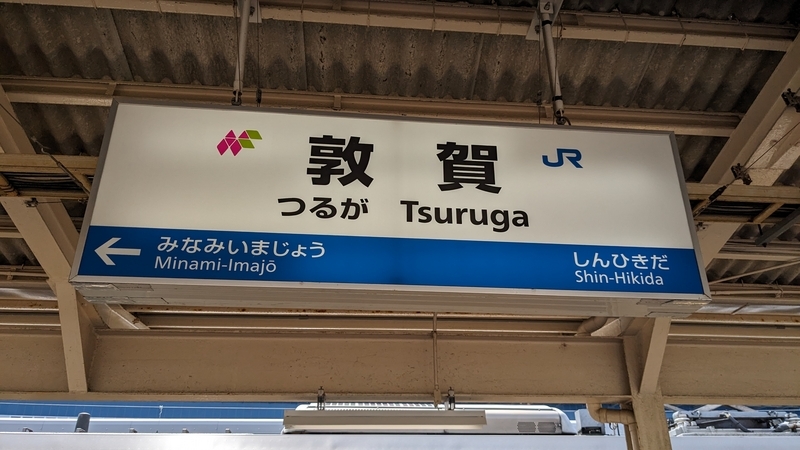 敦賀 JR
つるが Tsuruga
← みなみいまじょう しんひきだ
Minami-Imajō Shin-Hikida